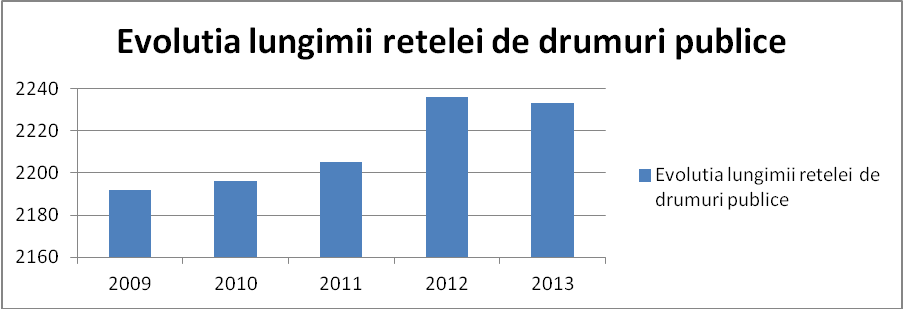 Evolutia lungimii retelei de drumuri publice
2240
2220
2200
2180
2160
2009 2010 2011 2012 2013
Evolutia lungimii retelei de
drumuri publice